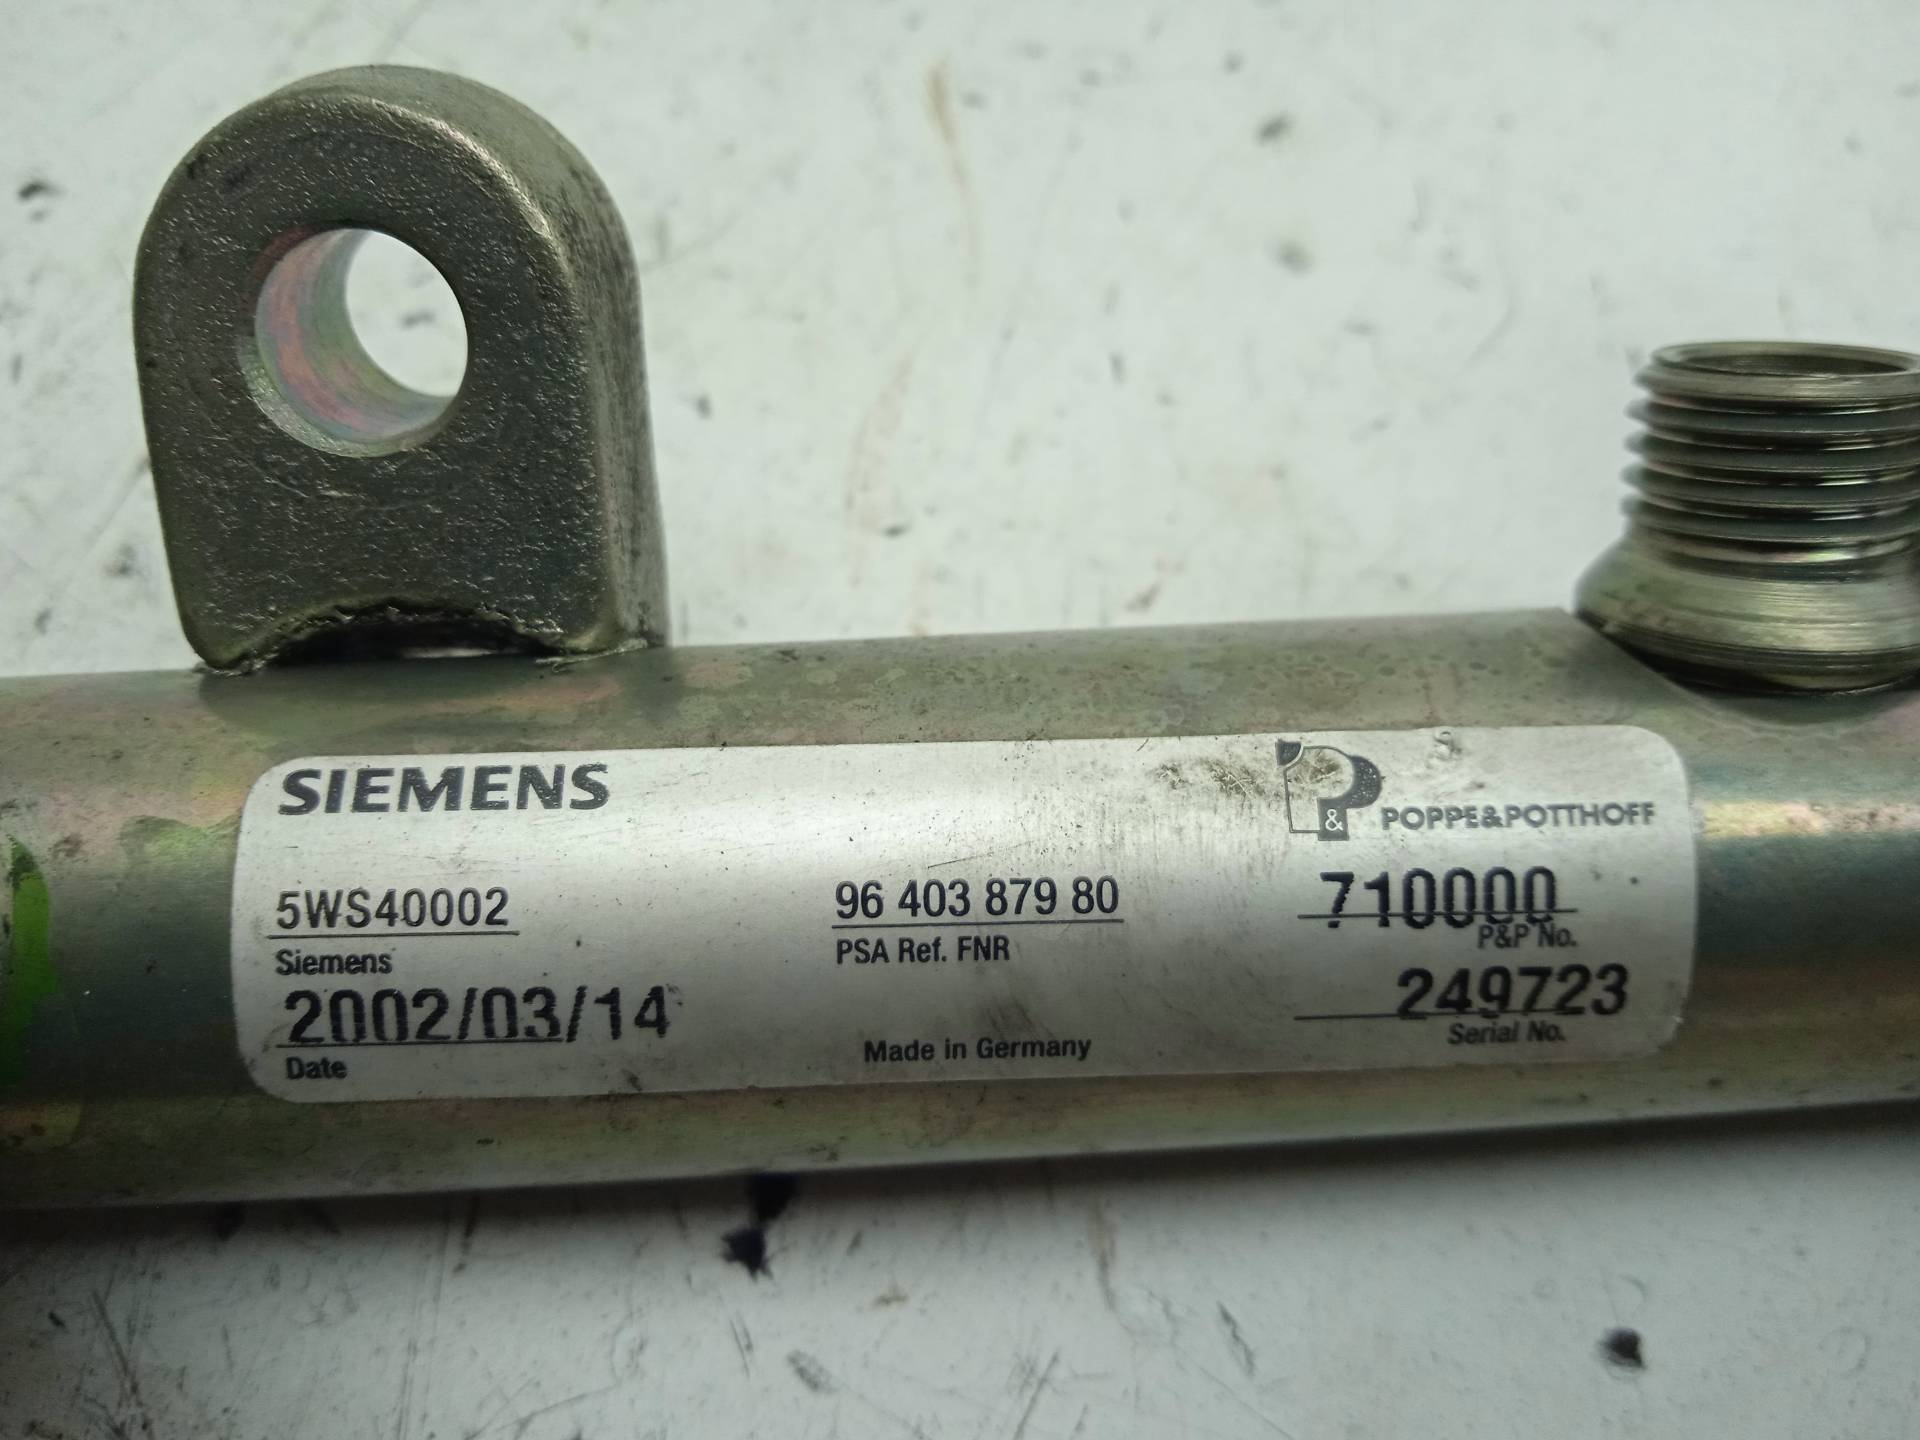 SIEMENS
P&P POPPE&POTTHOFF
5WS40002 96 403 879 80 710000
Siemens PSA Ref. FNR P&P No.
2002/03/14 249723
Date Made in Germany Serial No.